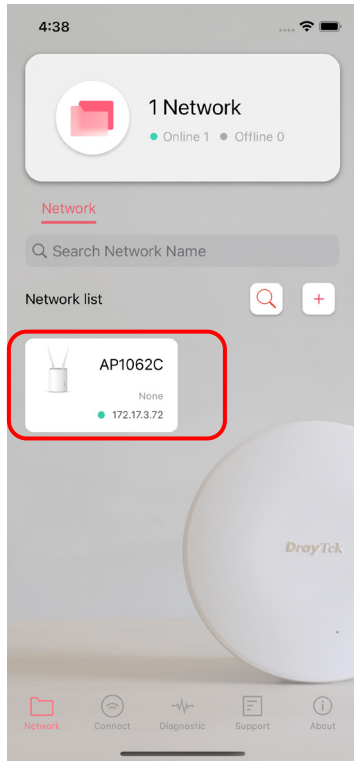 4:38
1 Network
Online 1 Offline 0
Network
Search Network Name
Network list
+
AP1062C
None
172.17.3.72
DrayTek
Network Connect Diagnostic Support About